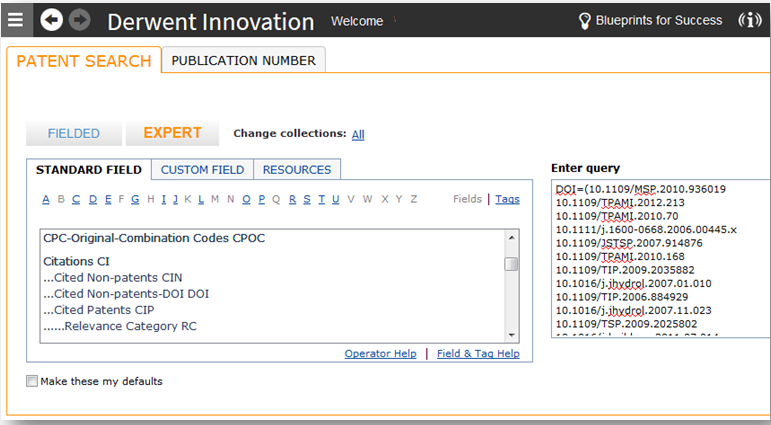 Derwent Innovation Welcome Blueprints for Success
PATENT SEARCH PUBLICATION NUMBER
FIELDED EXPERT Change collections: All
STANDARD FIELD CUSTOM FIELD RESOURCES
A B C D E F G H I J K L M N O P Q R S T U V W X Y Z Fields | Tags
CPC-Original-Combination Codes CPOC
Citations CI
...Cited Non-patents CIN
...Cited Non-patents-DOI DOI
...Cited Patents CIP
......Relevance Category RC
Operator Help | Field & Tag Help
Make these my defaults
Enter query
DOI=(10.1109/MSP.2010.936019
10.1109/TPAMI.2012.213
10.1109/TPAMI.2010.70
10.1111/j.1600-0668.2006.00445.x
10.1109/JSTSP.2007.914876
10.1109/TPAMI.2010.168
10.1109/TIP.2009.2035882
10.1016/j.jhydrol.2007.01.010
10.1109/TIP.2006.884929
10.1016/j.jhydrol.2007.11.023
10.1109/TSP.2009.2025802